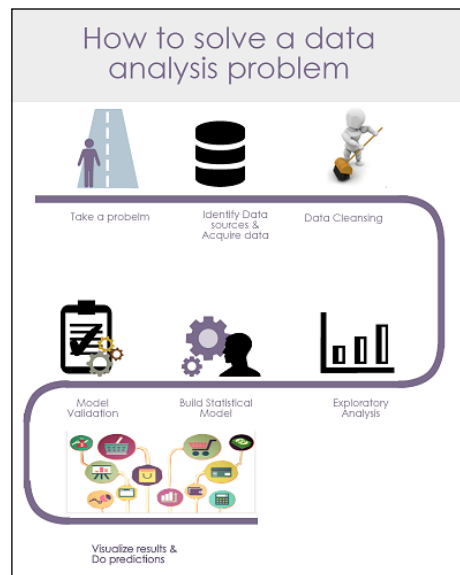 How to solve a data
analysis problem
Take a probelm
Identify Data
sources &
Acquire data
Data Cleansing
Model
Validation
Build Statistical
Model
Exploratory
Analysis
Visualize results &
Do predictions